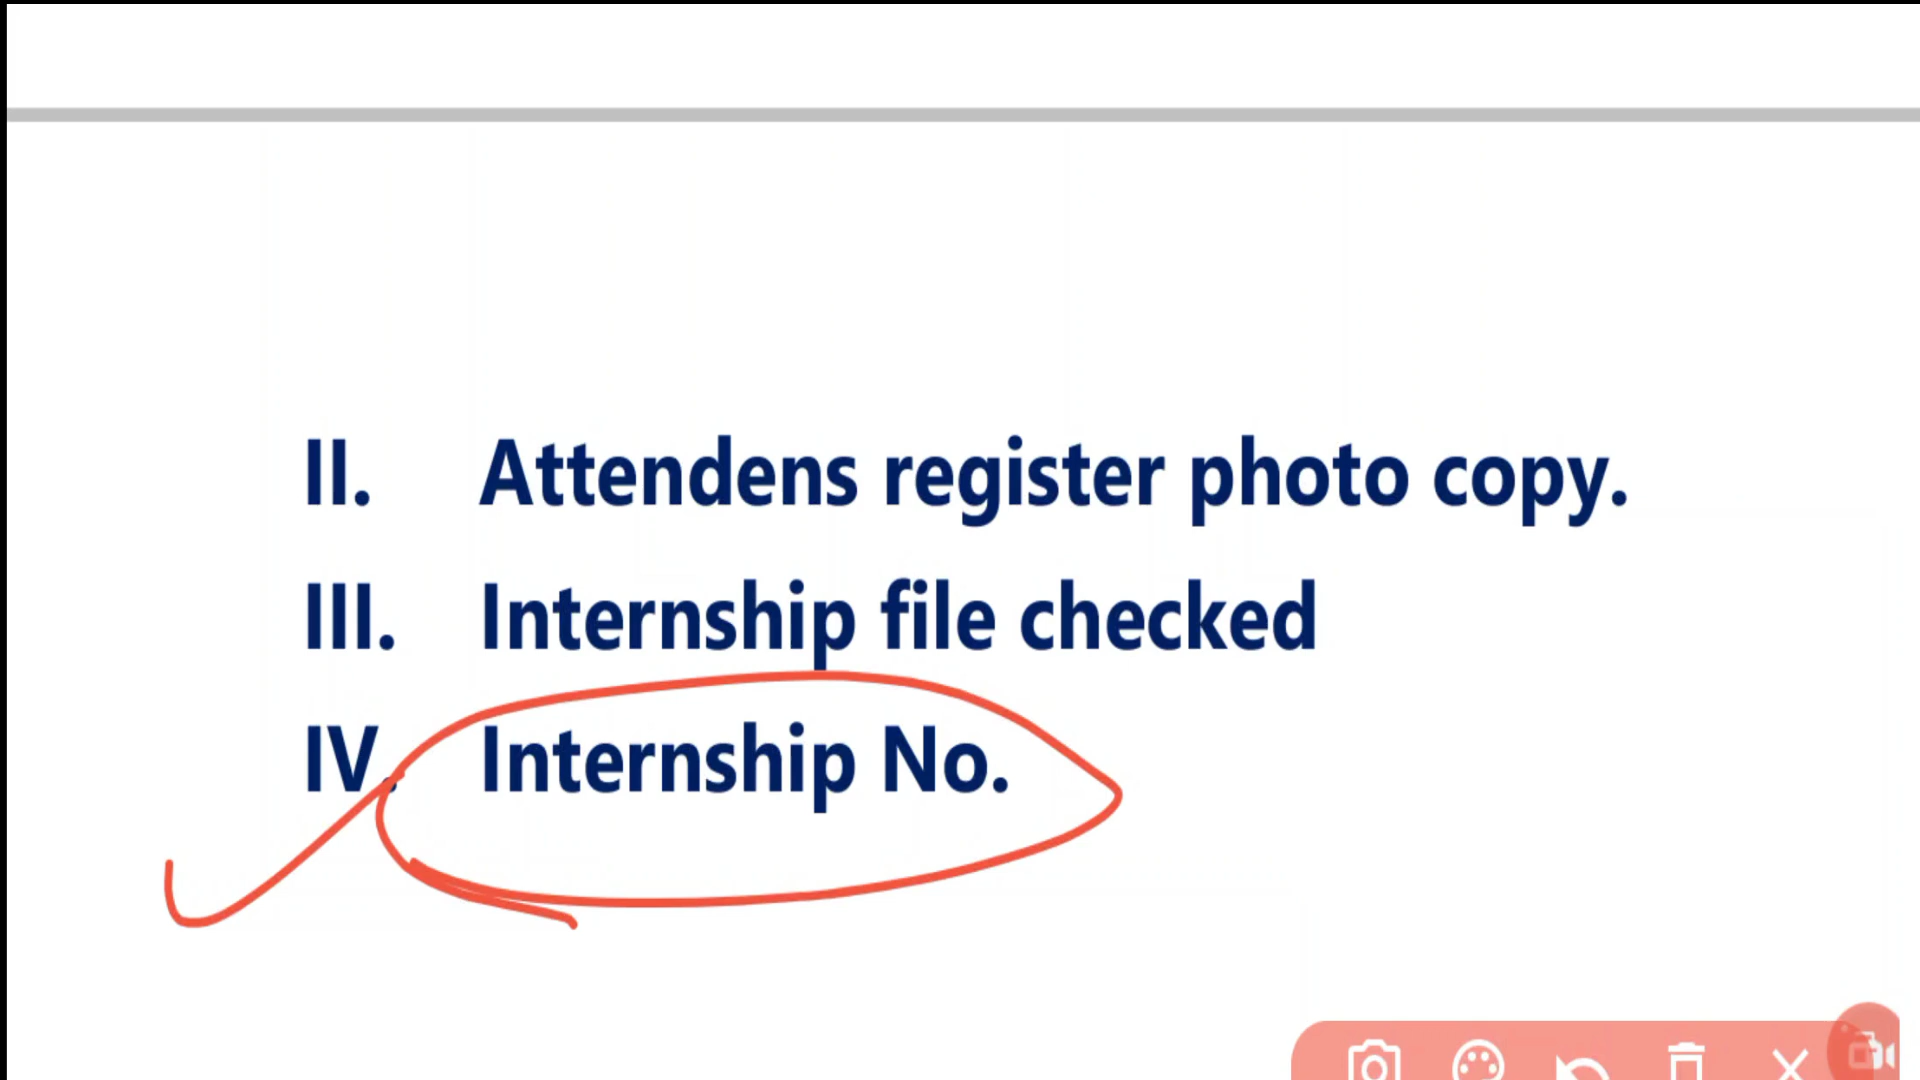 II. Attendens register photo copy.
III. Internship file checked
IV. Internship No.